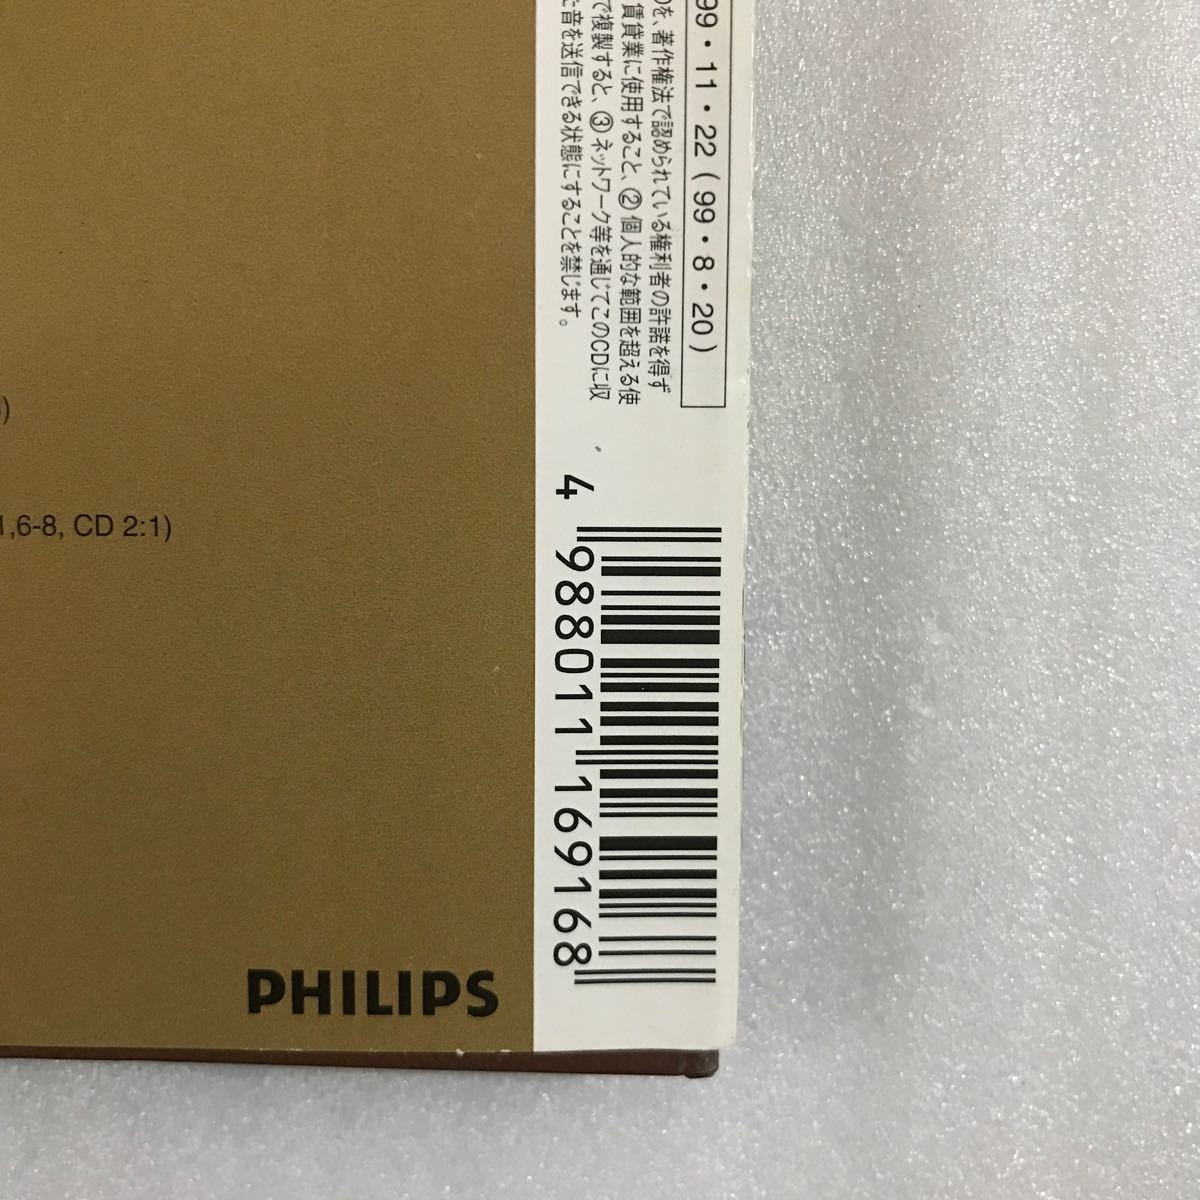 99・11・22(99・8・20)
)を、著作権法で認められている権利者の許諾を得ず
賃貸業に使用すること、② 個人的な範囲を超える使
で複製すると、③ ネットワーク等を通じてこのCDに収
た音を送信できる状態にすることを禁じます。
)
1,6-8, CD 2:1)
4 988011 169168
PHILIPS